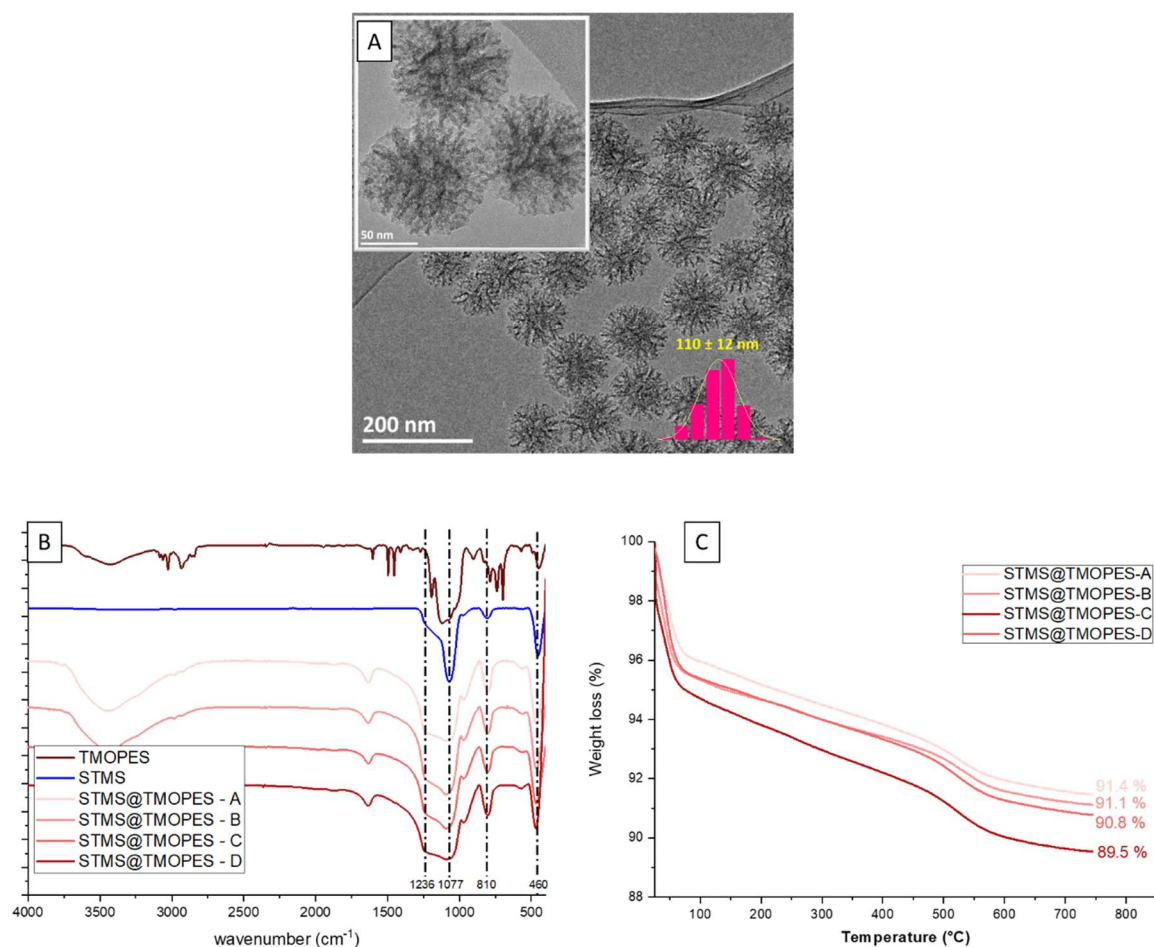 A
50 nm
110 ± 12 nm
200 nm
B
TMOPES
STMS
STMS@TMOPES - A
STMS@TMOPES - B
STMS@TMOPES - C
STMS@TMOPES - D
1236 1077 810 460
4000 3500 3000 2500 2000 1500 1000 500
wavenumber (cm⁻¹)
C
STMS@TMOPES-A
STMS@TMOPES-B
STMS@TMOPES-C
STMS@TMOPES-D
100
98
96
94
92
90
88
Weight loss (%)
91.4 %
91.1 %
90.8 %
89.5 %
100 200 300 400 500 600 700 800
Temperature (°C)